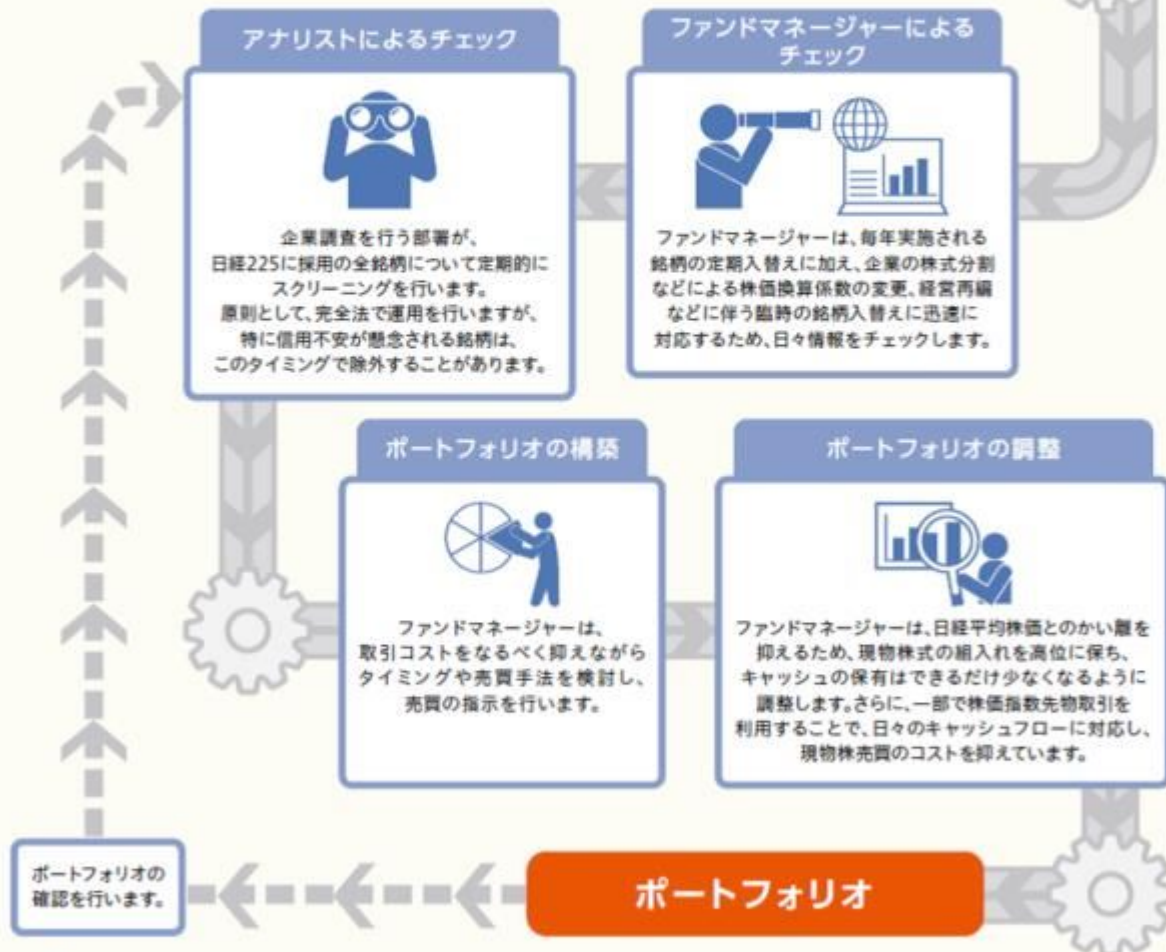 アナリストによるチェック
企業調査を行う部署が、
日経225に採用の全銘柄について定期的に
スクリーニングを行います。
原則として、完全法で運用を行いますが、
特に信用不安が懸念される銘柄は、
このタイミングで除外することがあります。
ファンドマネージャーによる
チェック
ファンドマネージャーは、毎年実施される
銘柄の定期入替えに加え、企業の株式分割
などによる株価換算係数の変更、経営再編
などに伴う臨時の銘柄入替えに迅速に
対応するため、日々情報をチェックします。
ポートフォリオの構築
ファンドマネージャーは、
取引コストをなるべく抑えながら
タイミングや売買手法を検討し、
売買の指示を行います。
ポートフォリオの調整
ファンドマネージャーは、日経平均株価とのかい離を
抑えるため、現物株式の組入れを高位に保ち、
キャッシュの保有はできるだけ少なくなるように
調整します。さらに、一部で株価指数先物取引を
利用することで、日々のキャッシュフローに対応し、
現物株売買のコストを抑えています。
ポートフォリオの
確認を行います。
ポートフォリオ